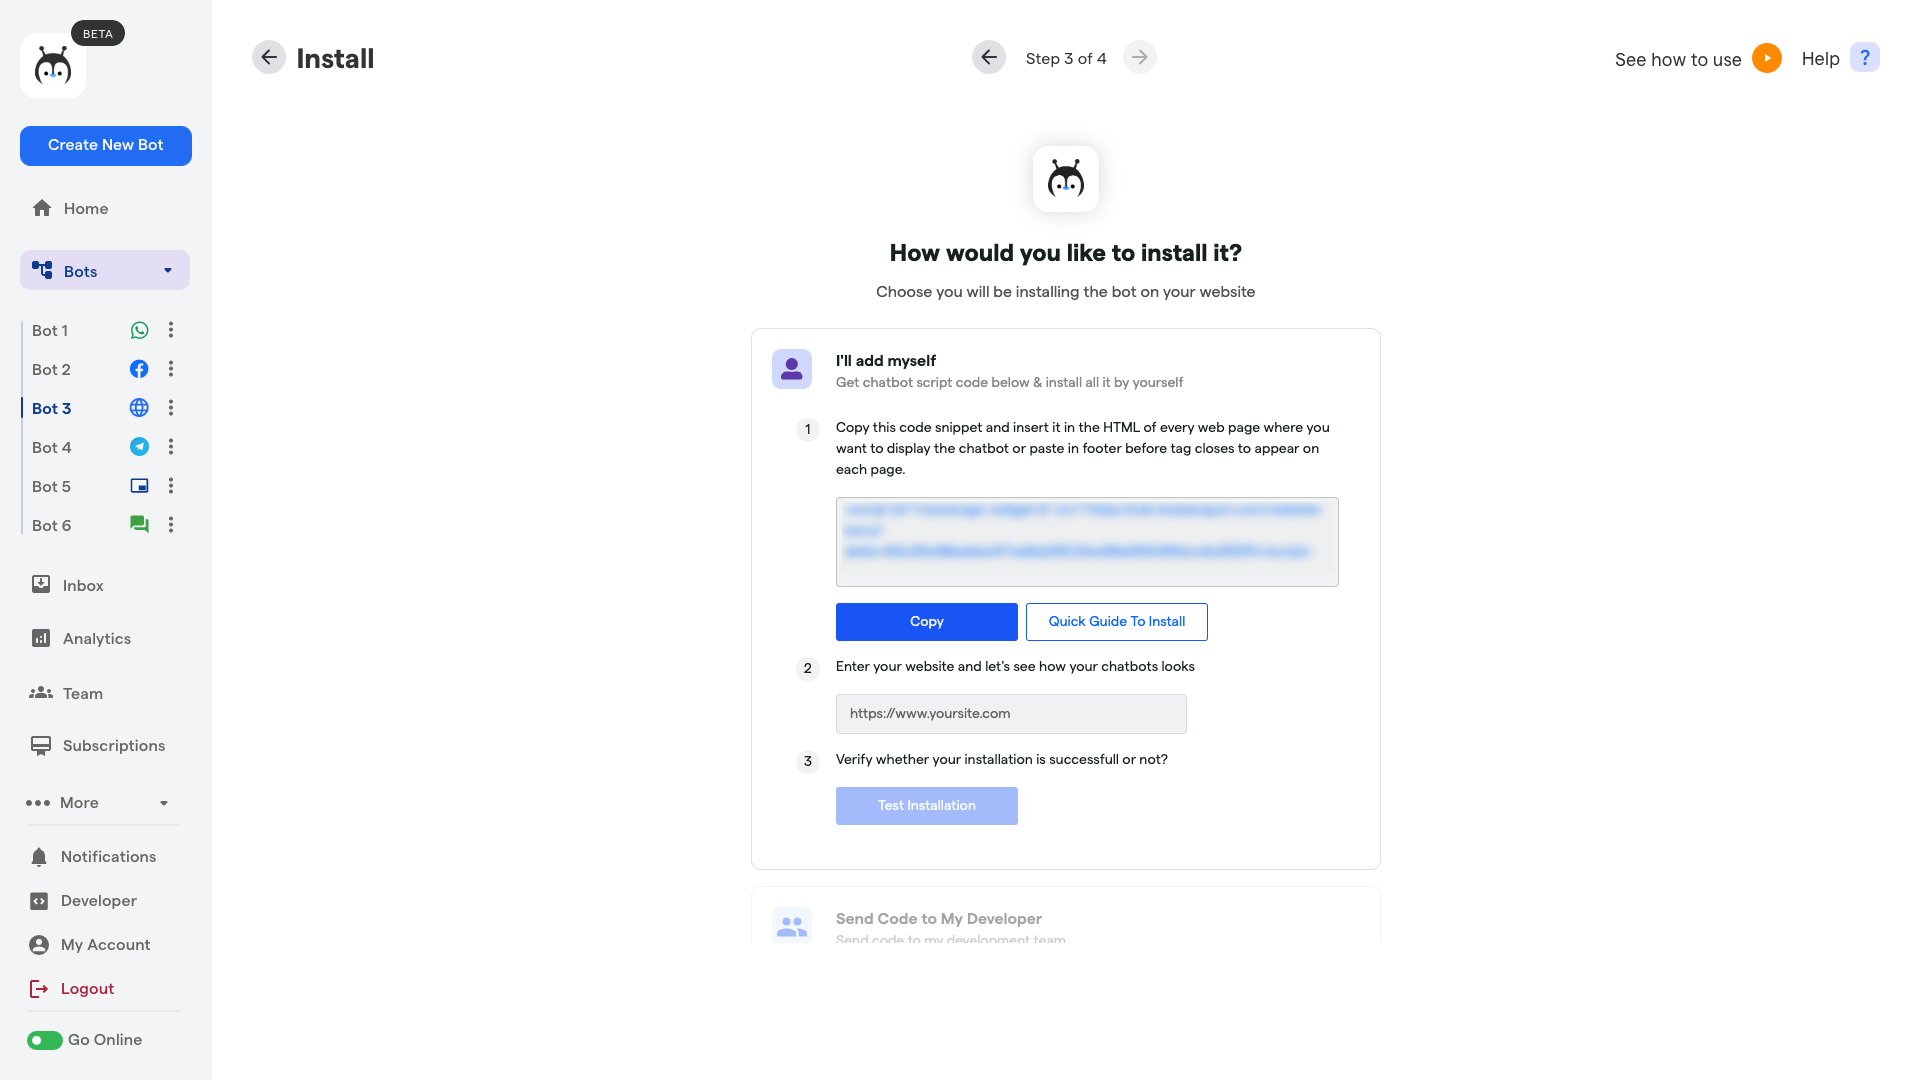 BETA
Create New Bot
Home
Bots
Bot 1
Bot 2
Bot 3
Bot 4
Bot 5
Bot 6
Inbox
Analytics
Team
Subscriptions
More
Notifications
Developer
My Account
Logout
Go Online
Install
Step 3 of 4
See how to use
Help ?
How would you like to install it?
Choose you will be installing the bot on your website
I'll add myself
Get chatbot script code below & install all it by yourself
1 Copy this code snippet and insert it in the HTML of every web page where you
want to display the chatbot or paste in footer before tag closes to appear on
each page.
Copy
Quick Guide To Install
2 Enter your website and let's see how your chatbots looks
https://www.yoursite.com
3 Verify whether your installation is successfull or not?
Test Installation
Send Code to My Developer
Send code to my development team